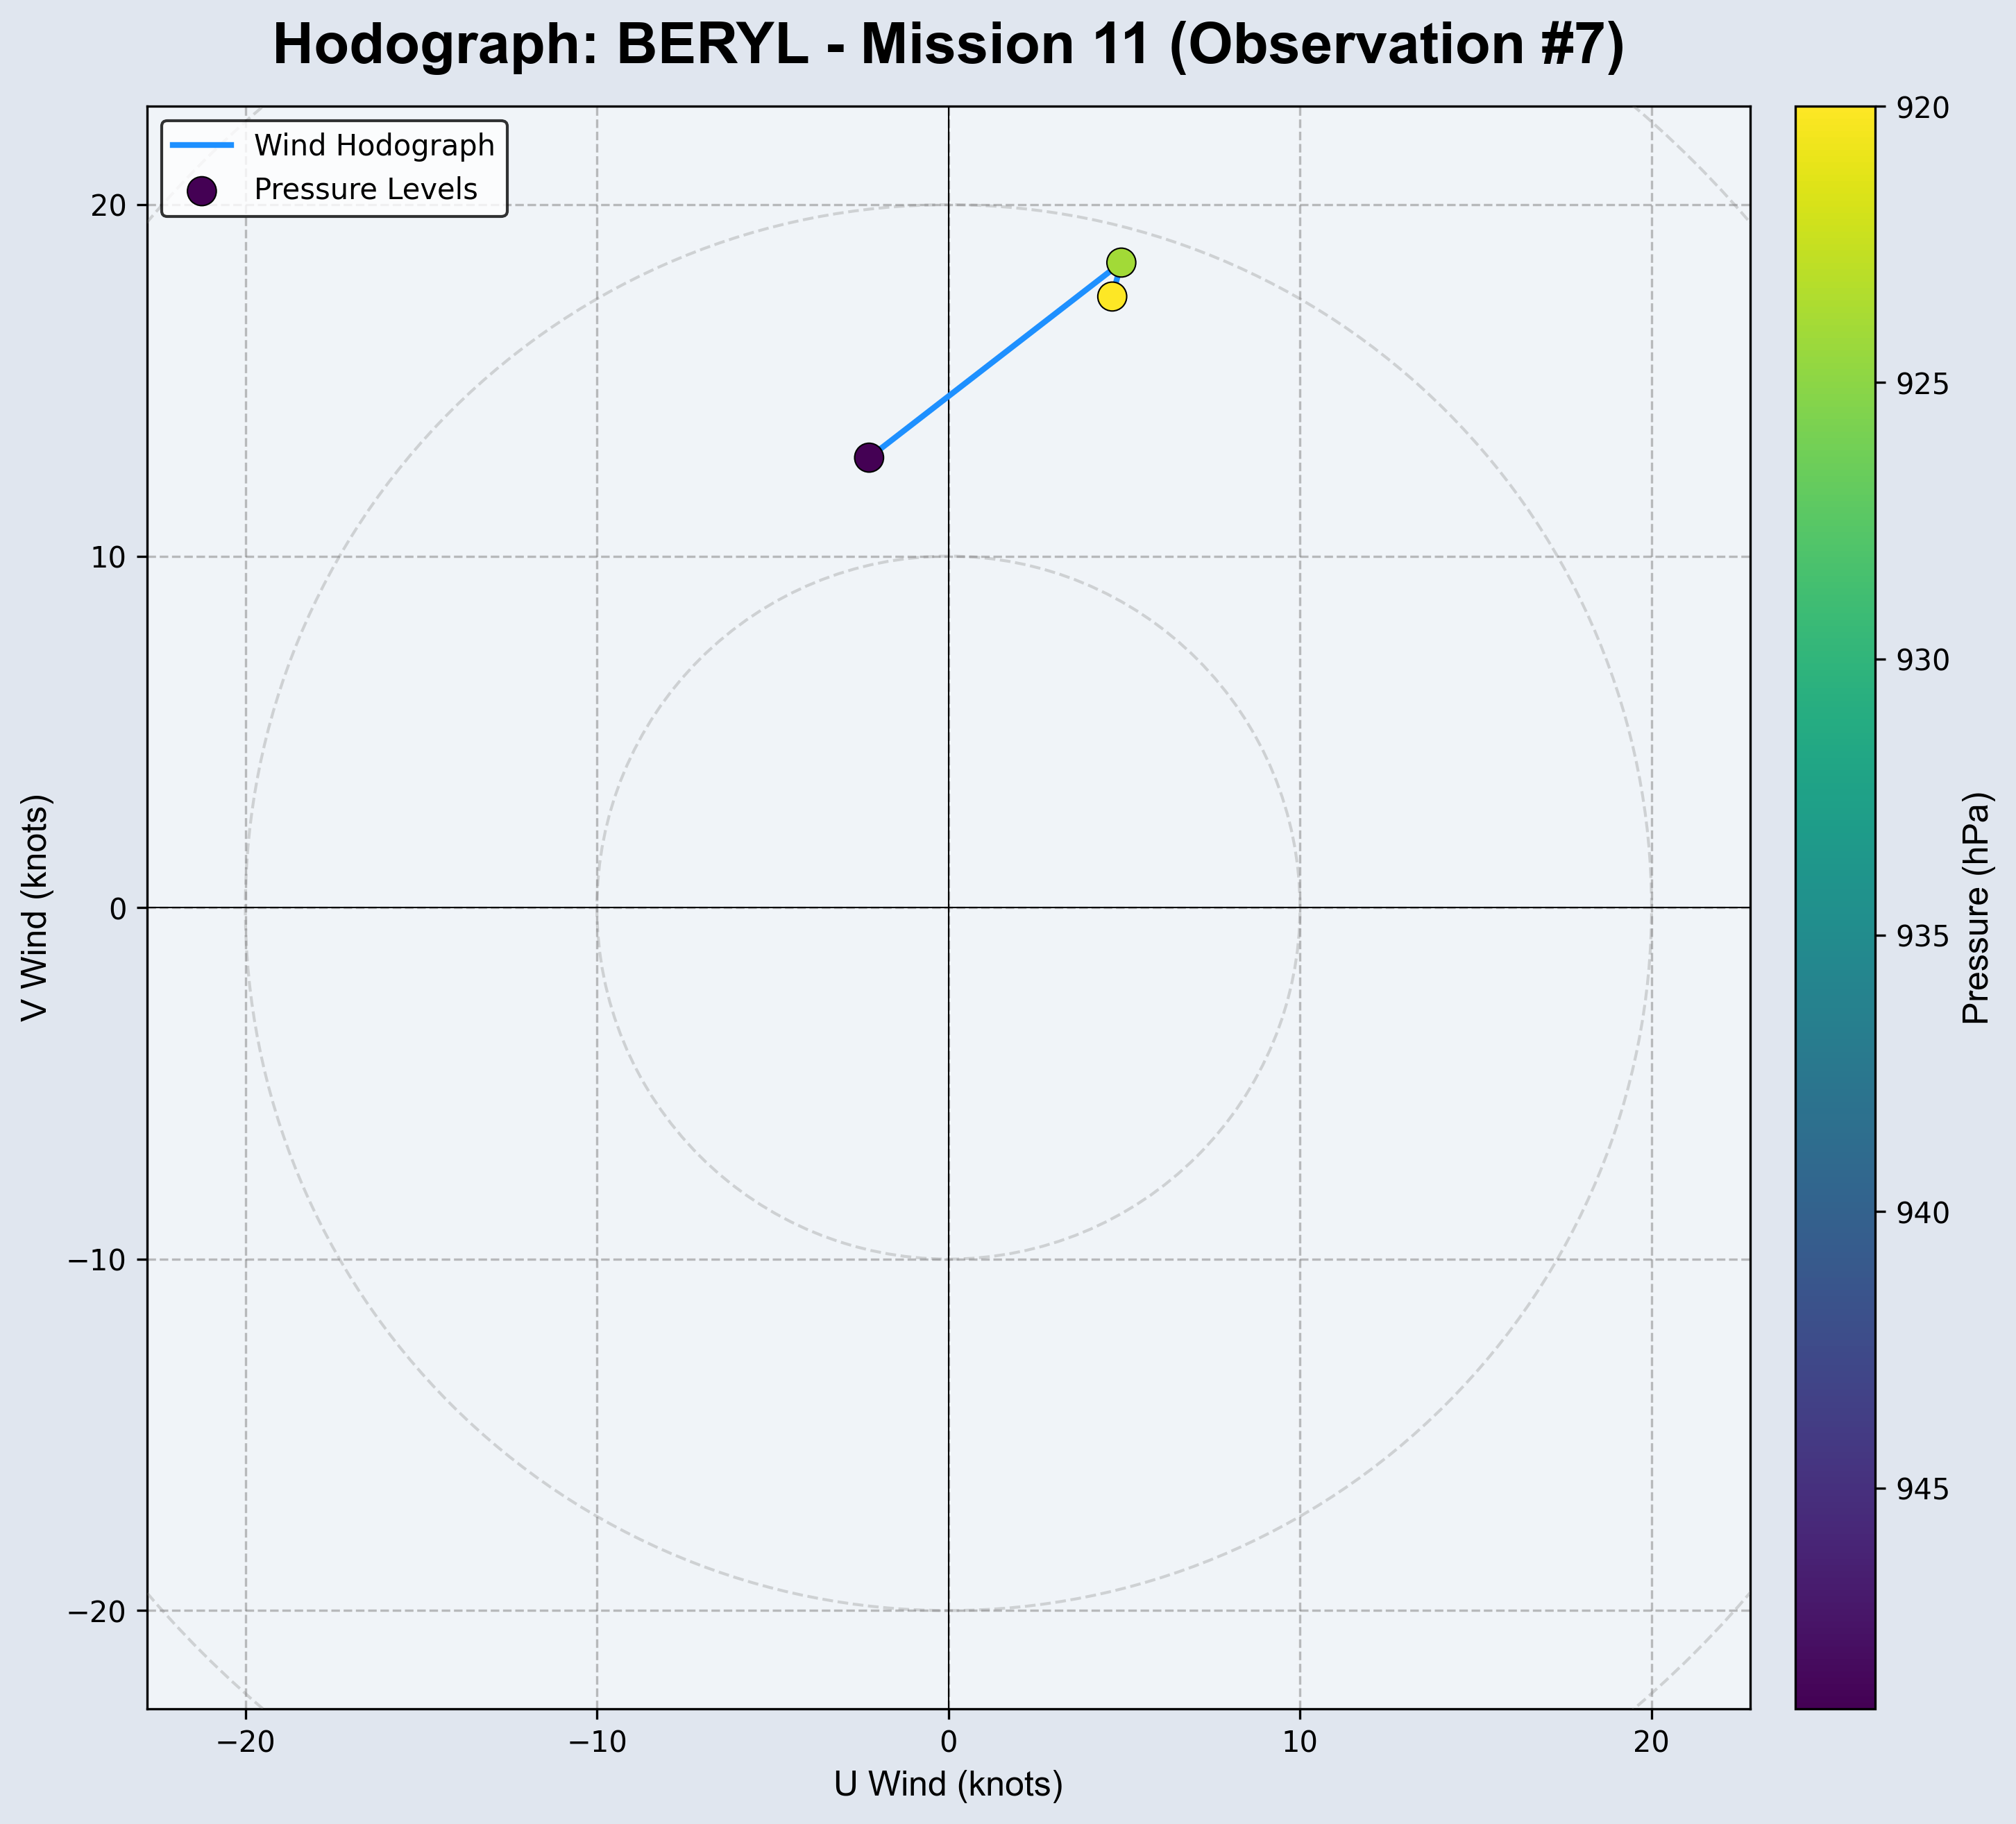 Hodograph: BERYL - Mission 11 (Observation #7)
Wind Hodograph
Pressure Levels
20
10
0
−10
−20
V Wind (knots)
−20
−10
0
10
20
U Wind (knots)
920
925
930
935
940
945
Pressure (hPa)